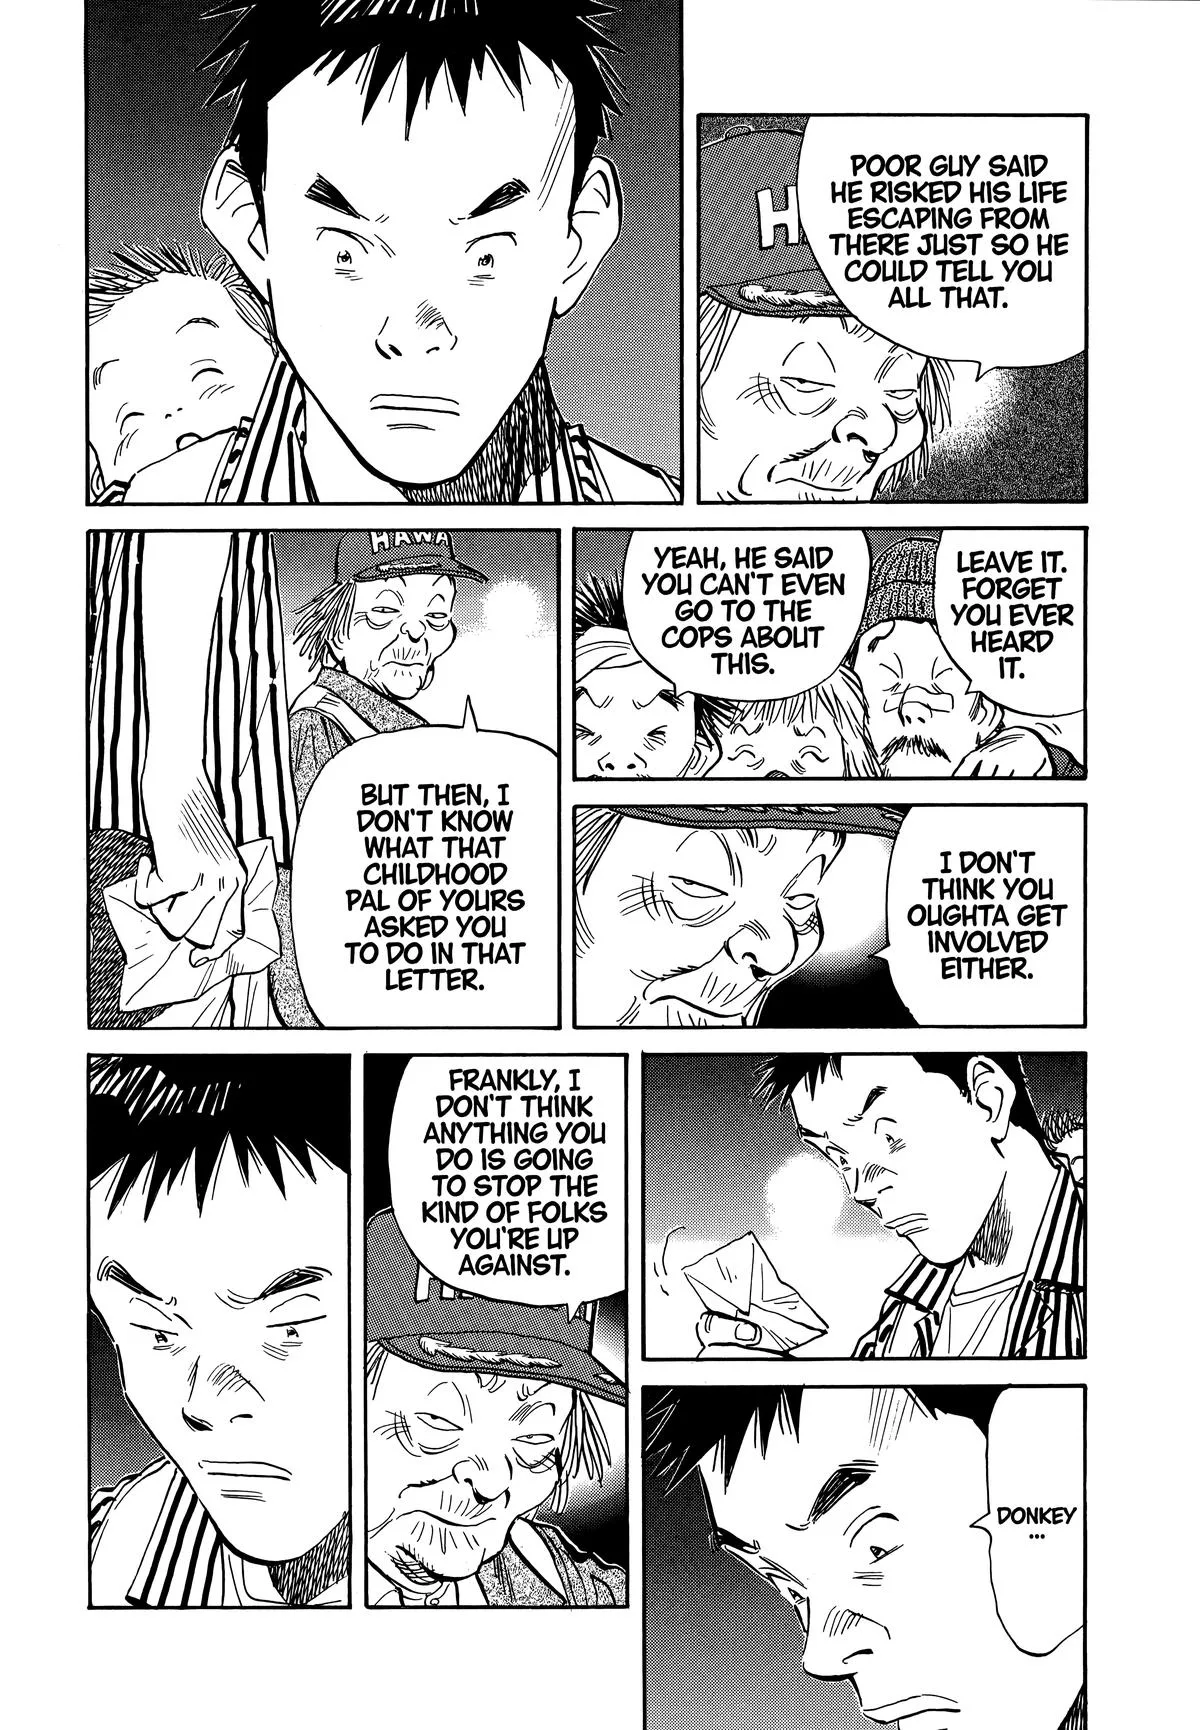 POOR GUY SAID
HE RISKED HIS LIFE
ESCAPING FROM
THERE JUST SO HE
COULD TELL YOU
ALL THAT.
LEAVE IT.
FORGET
YOU EVER
HEARD
IT.
YEAH, HE SAID
YOU CAN'T EVEN
GO TO THE
COPS ABOUT
THIS.
I DON'T
THINK YOU
OUGHTA GET
INVOLVED
EITHER.
HAWA
BUT THEN, I
DON'T KNOW
WHAT THAT
CHILDHOOD
PAL OF YOURS
ASKED YOU
TO DO IN THAT
LETTER.
DONKEY
...
FRANKLY, I
DON'T THINK
ANYTHING YOU
DO IS GOING
TO STOP THE
KIND OF FOLKS
YOU'RE UP
AGAINST.